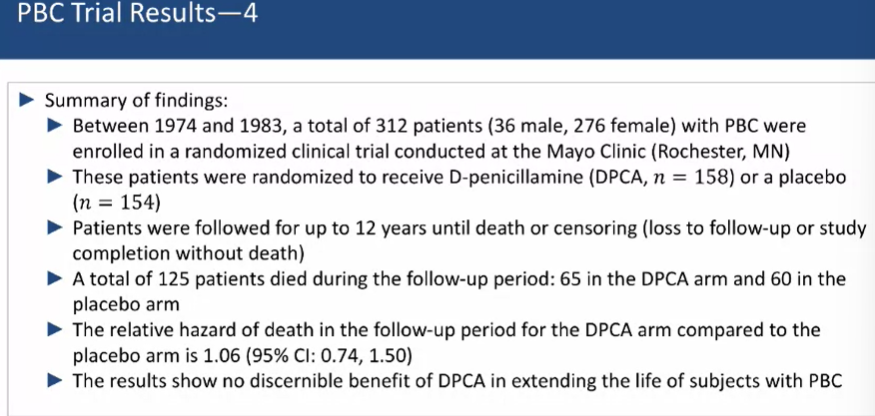 PBC Trial Results—4
Summary of findings:
Between 1974 and 1983, a total of 312 patients (36 male, 276 female) with PBC were
enrolled in a randomized clinical trial conducted at the Mayo Clinic (Rochester, MN)
These patients were randomized to receive D-penicillamine (DPCA, n = 158) or a placebo
(n = 154)
Patients were followed for up to 12 years until death or censoring (loss to follow-up or study
completion without death)
A total of 125 patients died during the follow-up period: 65 in the DPCA arm and 60 in the
placebo arm
The relative hazard of death in the follow-up period for the DPCA arm compared to the
placebo arm is 1.06 (95% CI: 0.74, 1.50)
The results show no discernible benefit of DPCA in extending the life of subjects with PBC